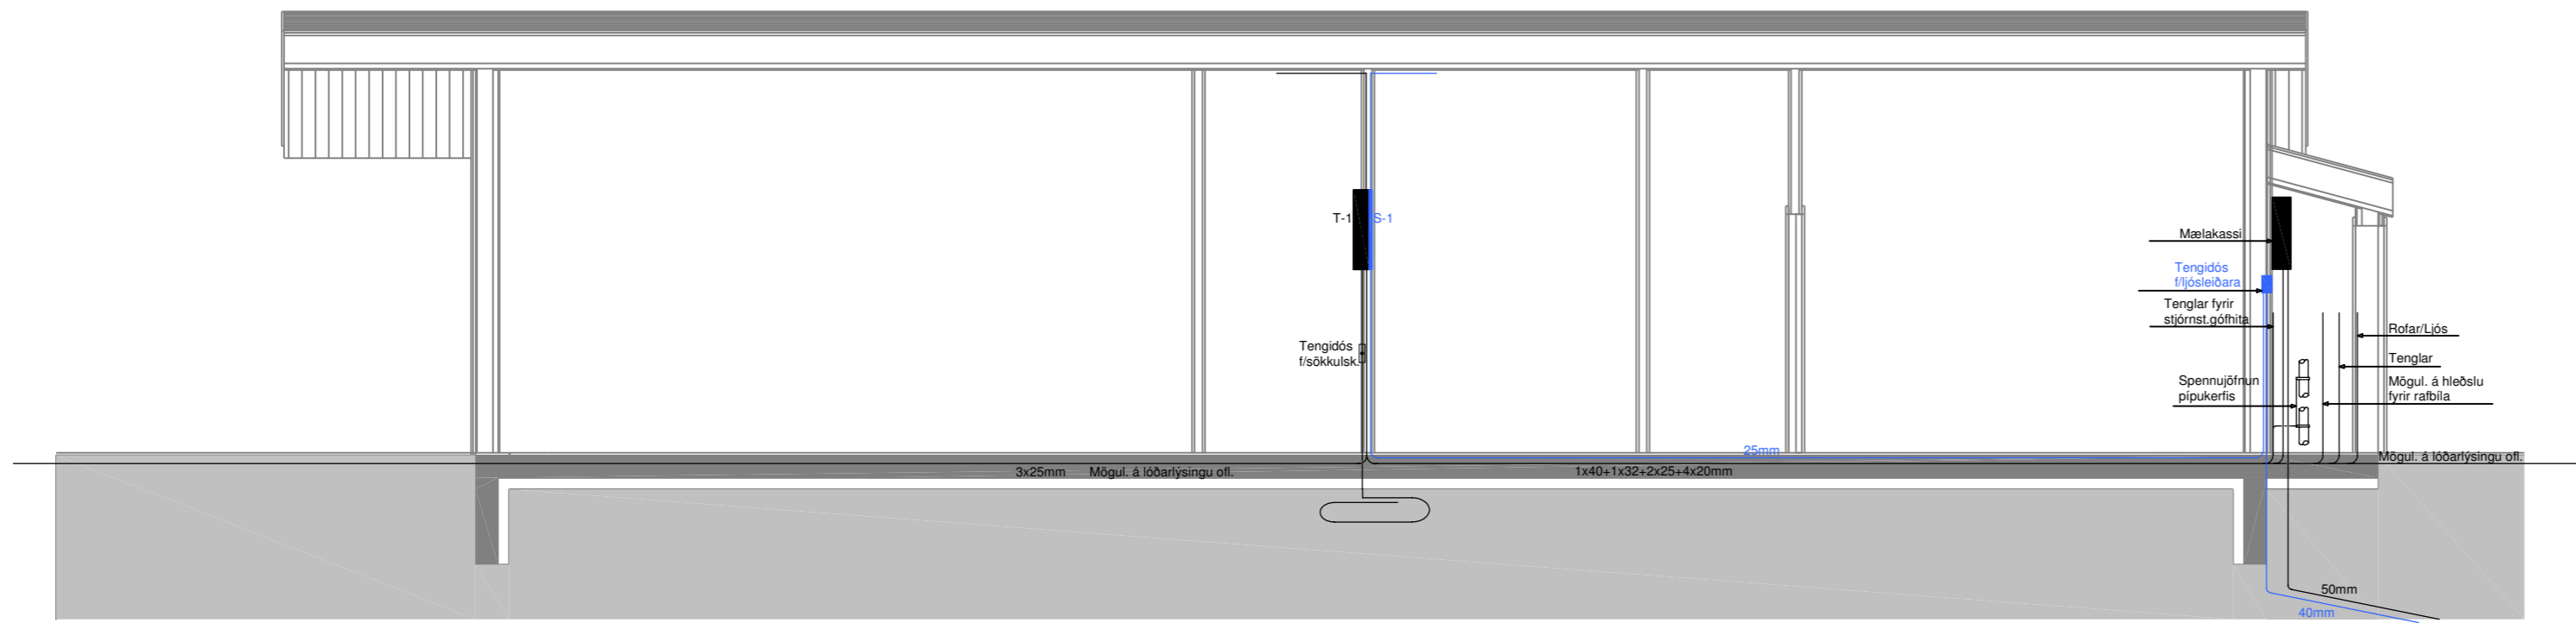 T-1
S-1
Tengidós
f/sökkulsk.
Mælakassi
Tengidós
f/ljósleiðara
Tenglar fyrir
stjórnst.gófhita
Spennujöfnun
pípukerfis
Rofar/Ljós
Tenglar
Mögul. á hleðslu
fyrir rafbíla
25mm
Mögul. á lóðarlýsingu ofl.
3x25mm Mögul. á lóðarlýsingu ofl.
1x40+1x32+2x25+4x20mm
50mm
40mm